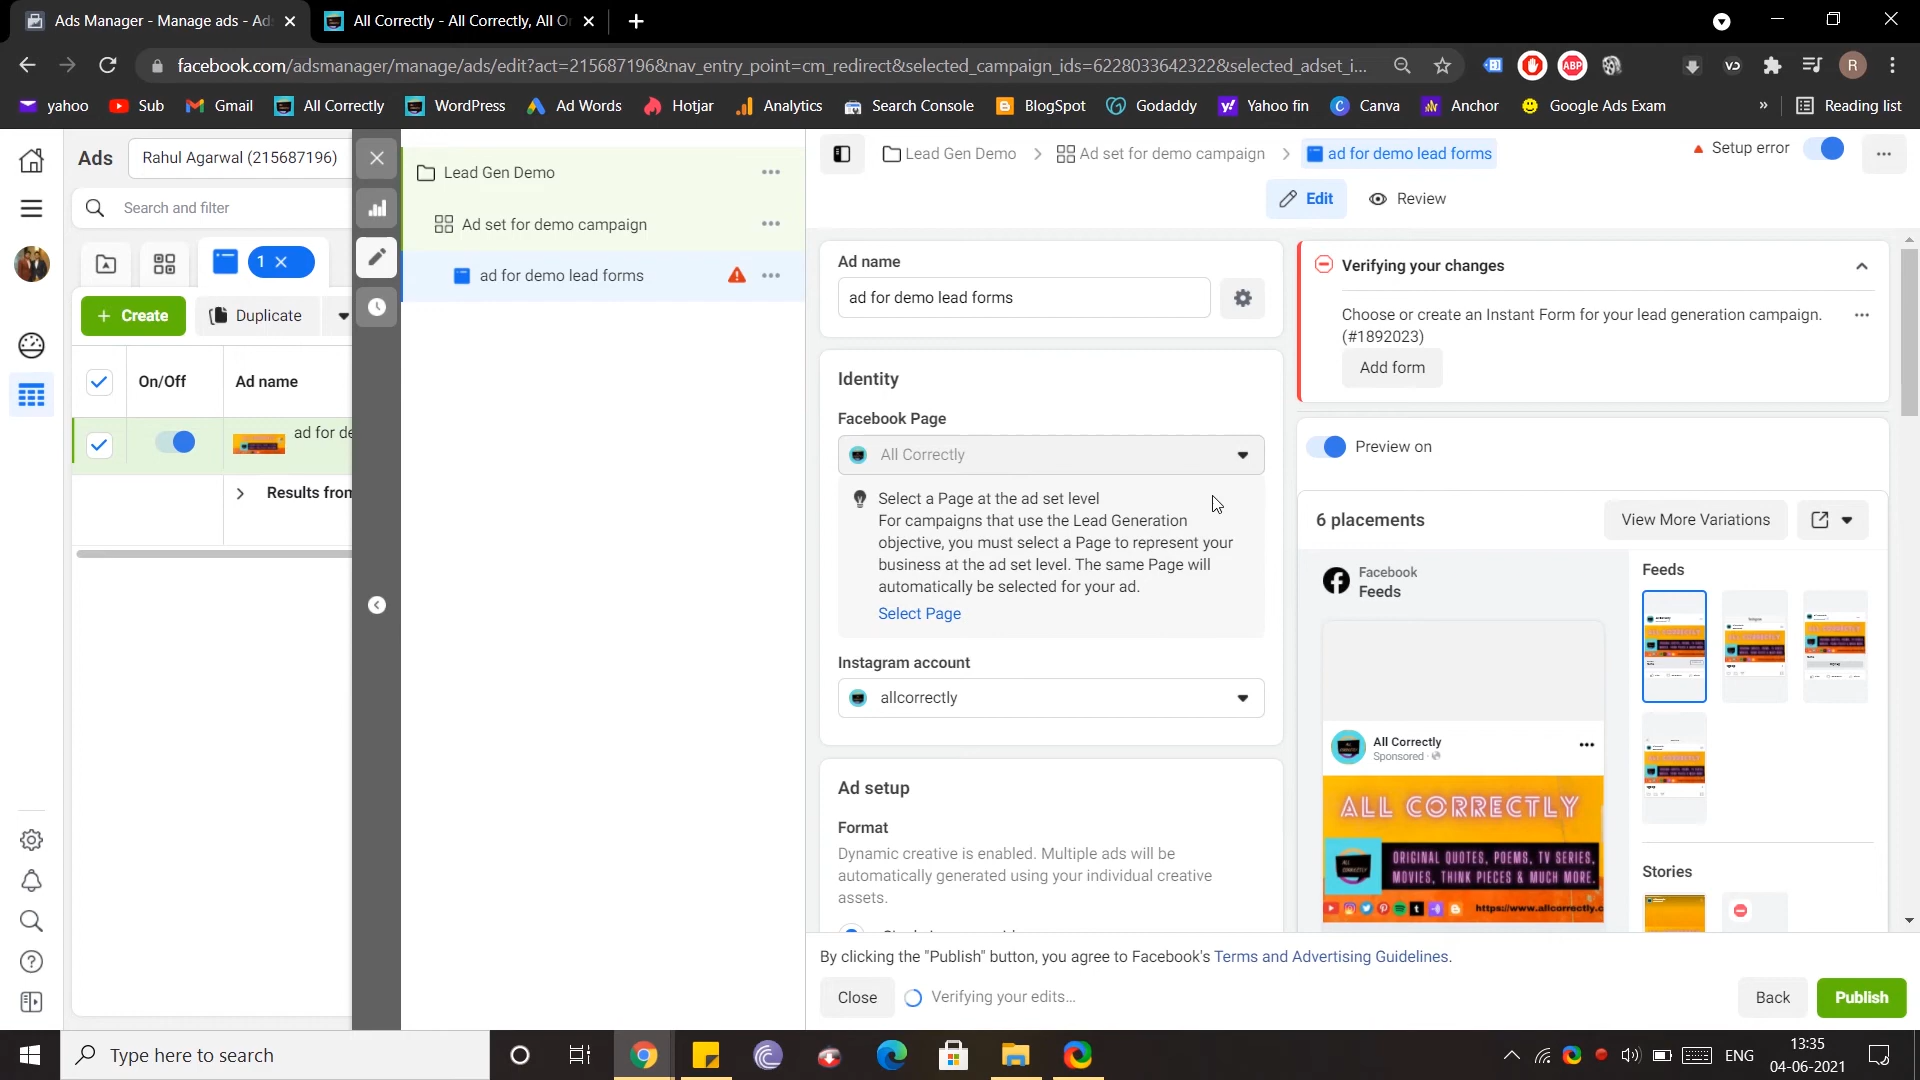 Ads Manager - Manage ads - Ad
All Correctly - All Correctly, All O
facebook.com/adsmanager/manage/ads/edit?act=215687196&nav_entry_point=cm_redirect&selected_campaign_ids=6228033642322&selected_adset_i...
ABP
R
yahoo
Sub
Gmail
All Correctly
WordPress
Ad Words
Hotjar
Analytics
Search Console
BlogSpot
Godaddy
Yahoo fin
Canva
Anchor
Google Ads Exam
»
Reading list
Ads
Rahul Agarwal (215687196)
Search and filter
1
+ Create
Duplicate
On/Off
Ad name
ad for de
Results from
Lead Gen Demo
Ad set for demo campaign
ad for demo lead forms
Lead Gen Demo
Ad set for demo campaign
ad for demo lead forms
Setup error
Edit
Review
Ad name
ad for demo lead forms
Identity
Facebook Page
All Correctly
Select a Page at the ad set level
For campaigns that use the Lead Generation
objective, you must select a Page to represent your
business at the ad set level. The same Page will
automatically be selected for your ad.
Select Page
Instagram account
allcorrectly
Ad setup
Format
Dynamic creative is enabled. Multiple ads will be
automatically generated using your individual creative
assets.
Verifying your changes
Choose or create an Instant Form for your lead generation campaign.
(#1892023)
Add form
Preview on
6 placements
View More Variations
Facebook
Feeds
All Correctly
Sponsored ·
ALL CORRECTLY
ORIGINAL QUOTES, POEMS, TV SERIES,
MOVIES, THINK PIECES & MUCH MORE.
https://www.allcorrectly.c
Feeds
Stories
By clicking the "Publish" button, you agree to Facebook's Terms and Advertising Guidelines.
Close
Verifying your edits...
Back
Publish
Type here to search
ENG
13:35
04-06-2021